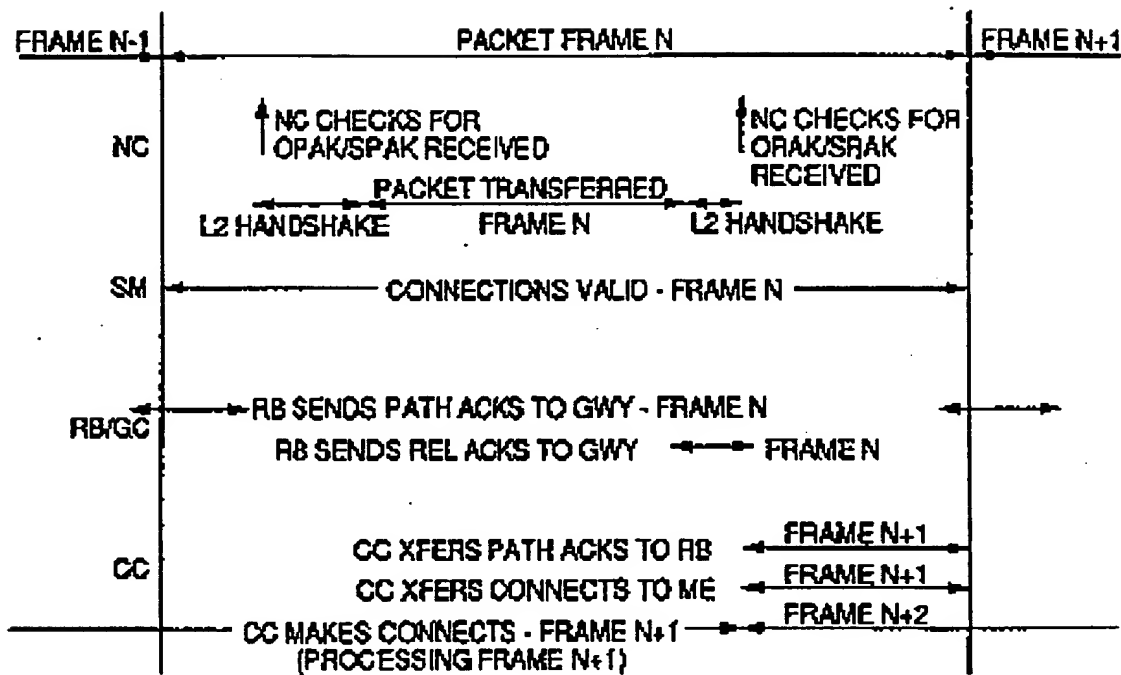 FRAME N-1
PACKET FRAME N
FRAME N+1
NC
NC CHECKS FOR
OPAK/SPAK RECEIVED
NC CHECKS FOR
ORAK/SRAK
RECEIVED
PACKET TRANSFERRED
L2 HANDSHAKE
FRAME N
L2 HANDSHAKE
SM
CONNECTIONS VALID - FRAME N
RB/GC
RB SENDS PATH ACKS TO GWY - FRAME N
RB SENDS REL ACKS TO GWY
FRAME N
CC
CC XFERS PATH ACKS TO RB
FRAME N+1
CC XFERS CONNECTS TO ME
FRAME N+1
CC MAKES CONNECTS - FRAME N+1
FRAME N+2
(PROCESSING FRAME N+1)